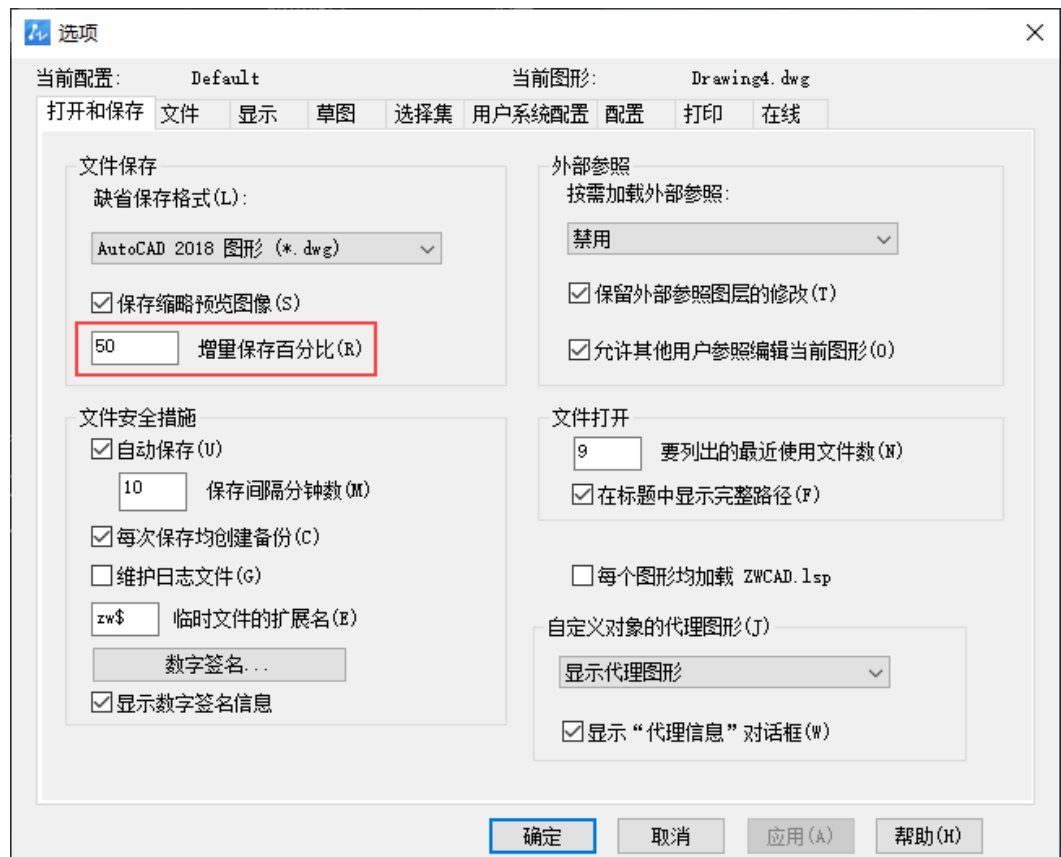 选项
当前配置: Default 当前图形: Drawing4.dwg
打开和保存 文件 显示 草图 选择集 用户系统配置 配置 打印 在线
文件保存
缺省保存格式(L):
AutoCAD 2018 图形 (*.dwg)
保存缩略预览图像(S)
50 增量保存百分比(R)
文件安全措施
自动保存(U)
10 保存间隔分钟数(M)
每次保存均创建备份(C)
维护日志文件(G)
zw$ 临时文件的扩展名(E)
数字签名...
显示数字签名信息
外部参照
按需加载外部参照:
禁用
保留外部参照图层的修改(T)
允许其他用户参照编辑当前图形(O)
文件打开
9 要列出的最近使用文件数(N)
在标题中显示完整路径(F)
每个图形均加载 ZWCAD.lsp
自定义对象的代理图形(J)
显示代理图形
显示“代理信息”对话框(W)
确定 取消 应用(A) 帮助(H)